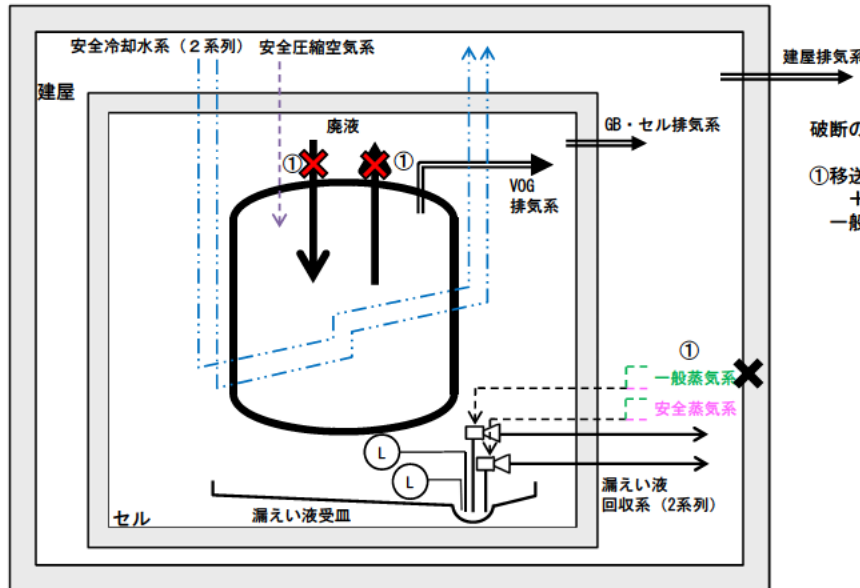 安全冷却水系（２系列）
安全圧縮空気系
建屋排気系
建屋
GB・セル排気系
廃液
破断の
①
①
VOG
排気系
①移送
＋
一般
①
一般蒸気系
安全蒸気系
L
L
漏えい液
回収系（2系列）
漏えい液受皿
セル